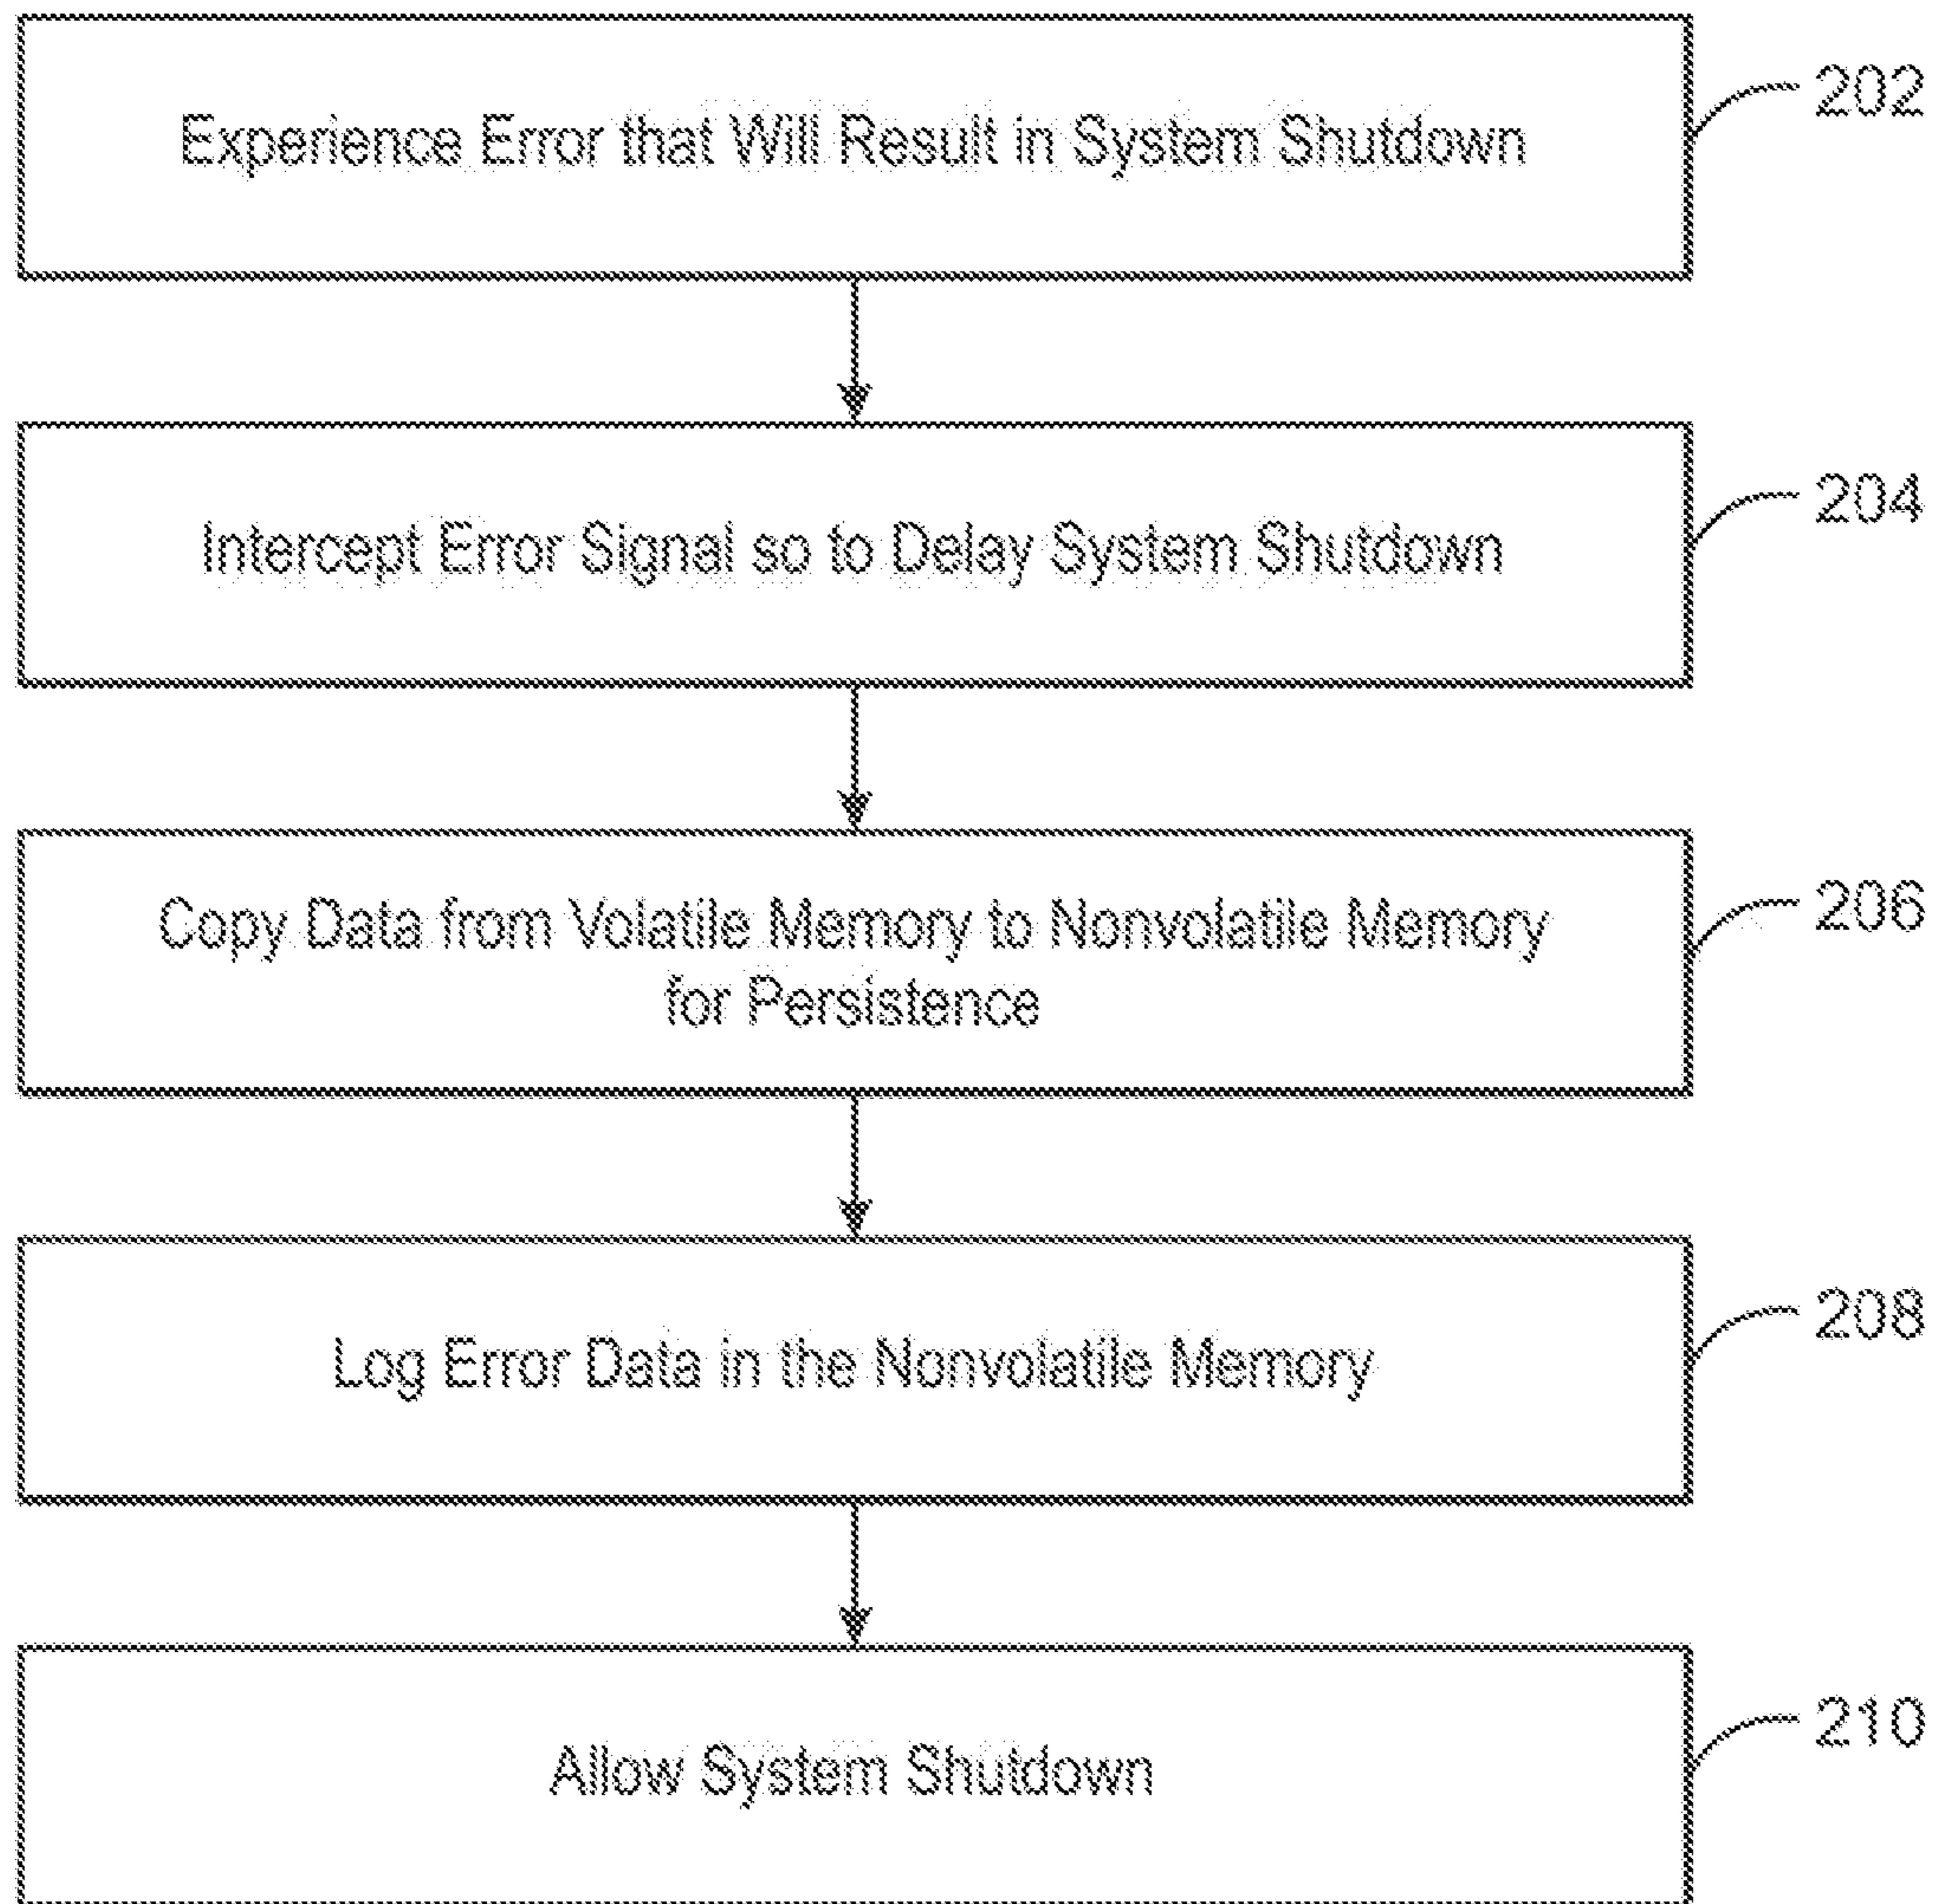 Experience Error that Will Result in System Shutdown
202
Intercept Error Signal so to Delay System Shutdown
204
Copy Data from Volatile Memory to Nonvolatile Memory
for Persistence
206
Log Error Data in the Nonvolatile Memory
208
Allow System Shutdown
210